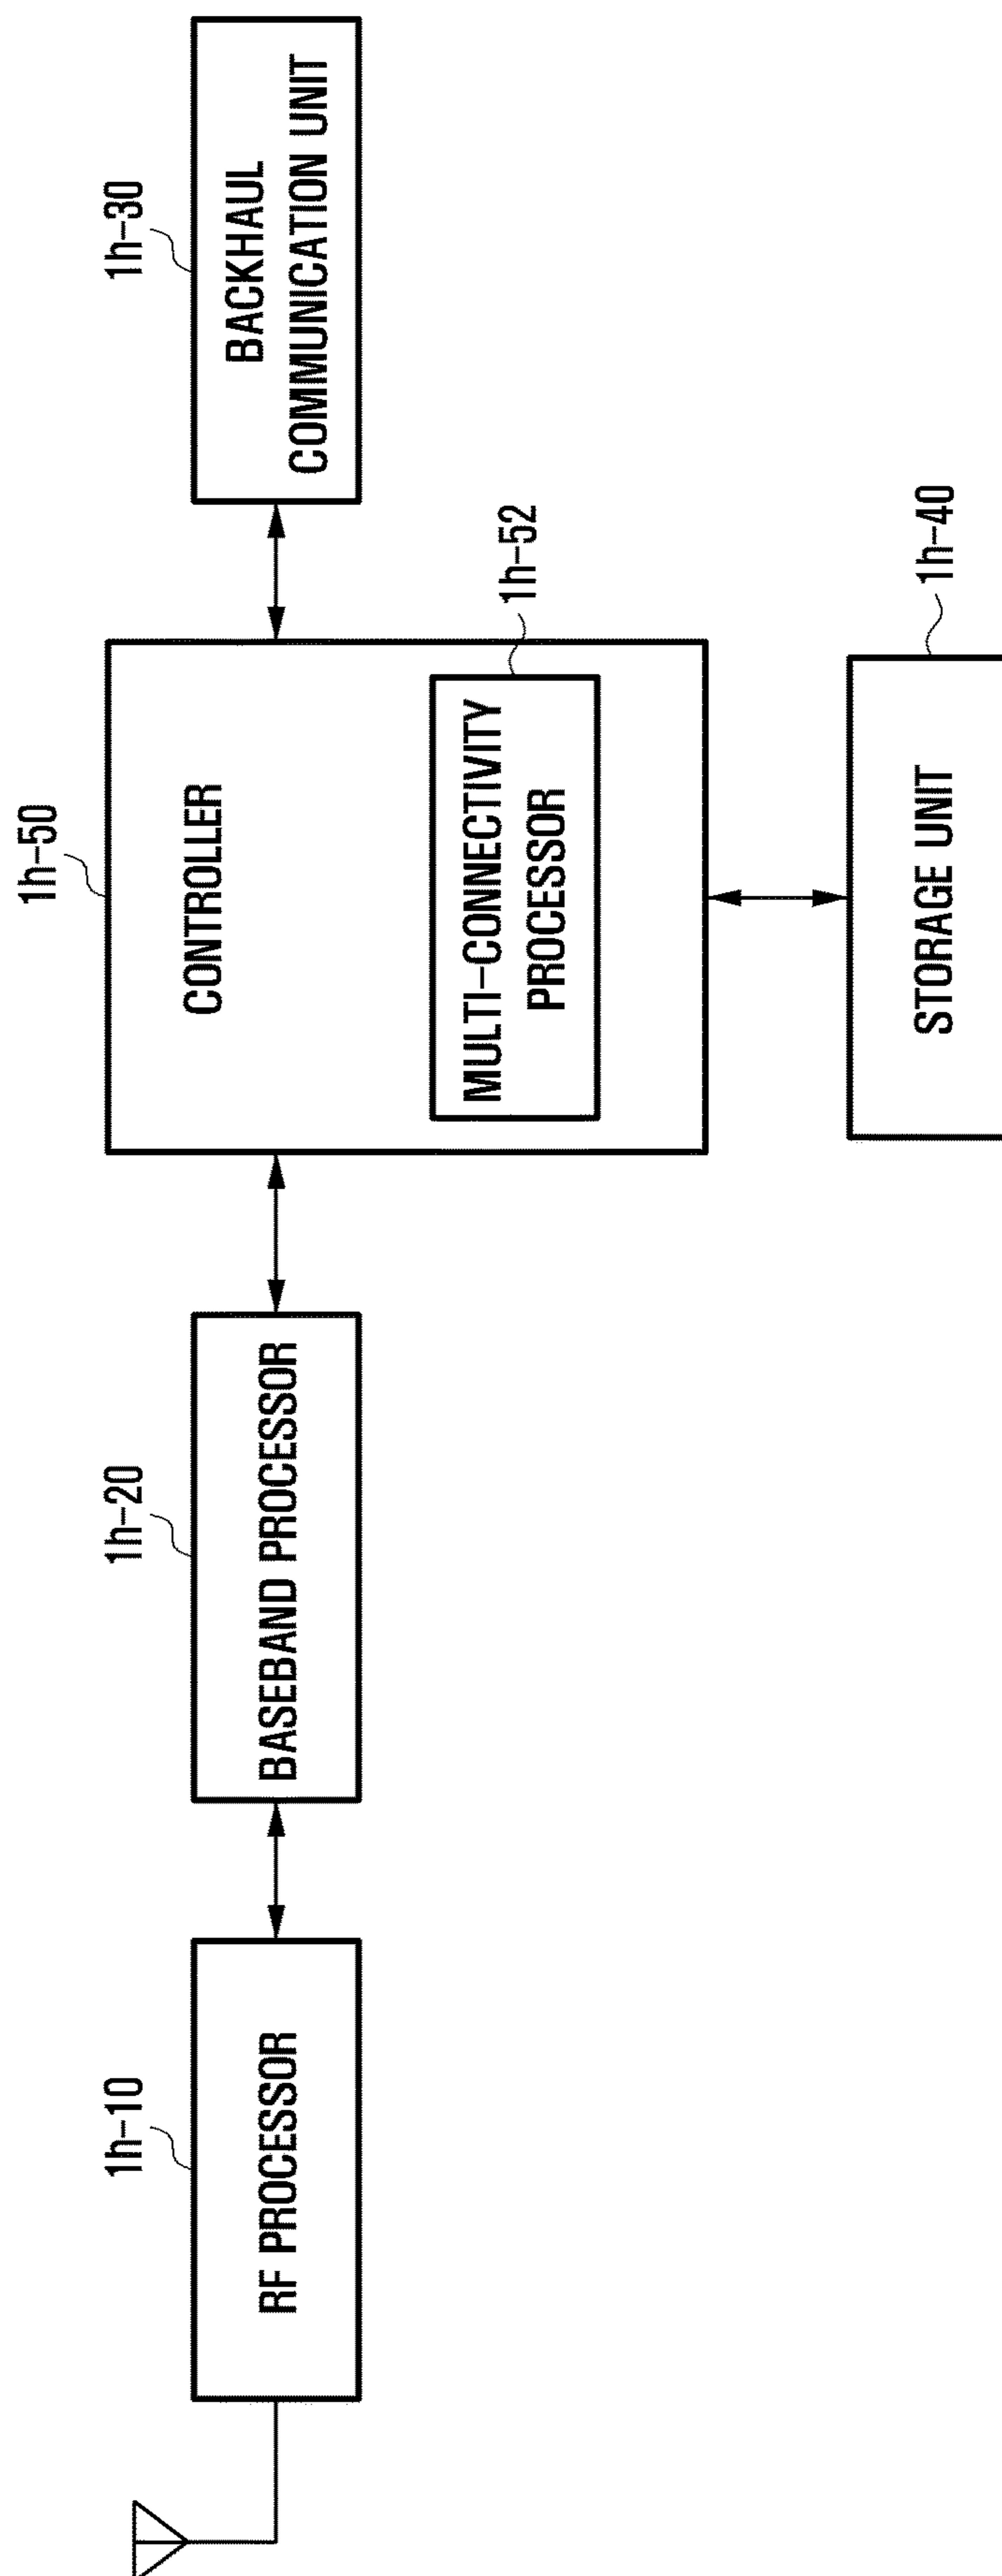 1h-10
RF PROCESSOR
1h-20
BASEBAND PROCESSOR
1h-50
CONTROLLER
1h-52
MULTI-CONNECTIVITY
PROCESSOR
1h-30
BACKHAUL
COMMUNICATION UNIT
1h-40
STORAGE UNIT